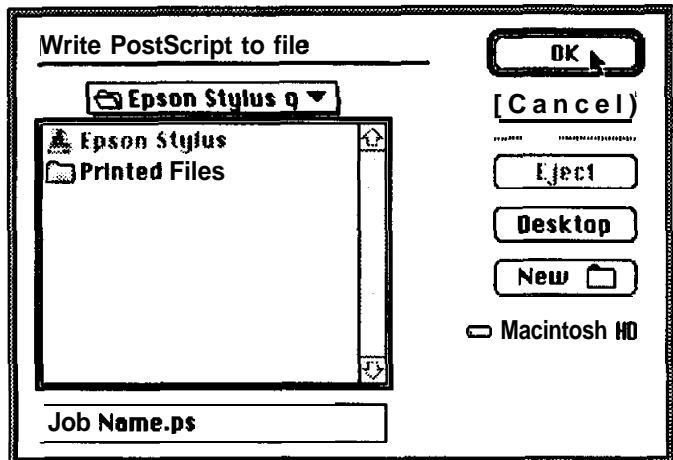 Write PostScript to file
Epson Stylus q
Epson Stylus
Printed Files
Job Name.ps
OK
[Cancel)
Eject
Desktop
New
Macintosh HD